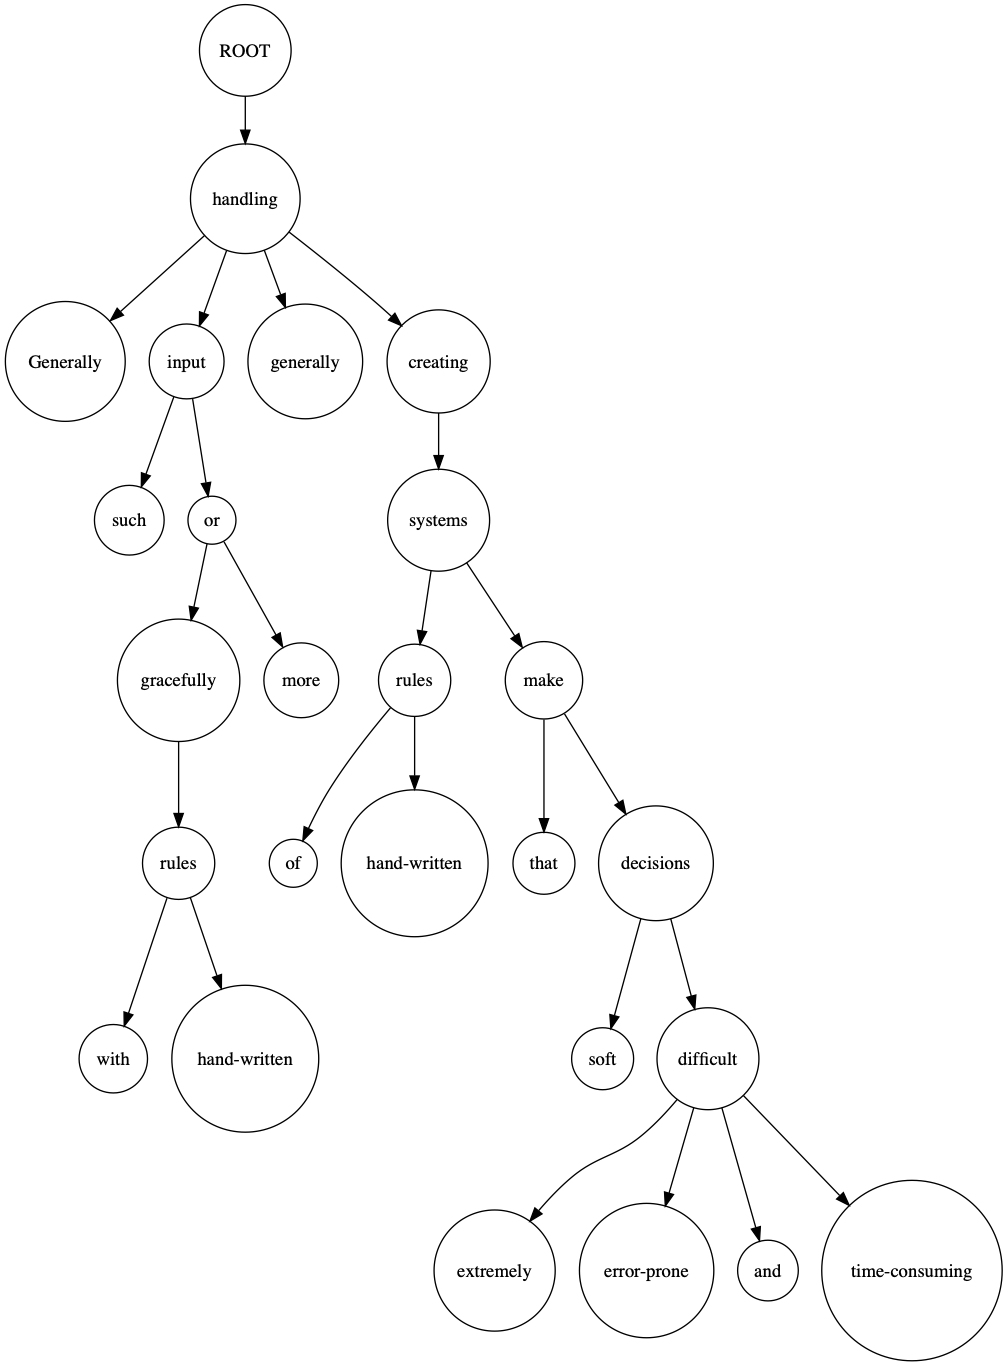 ROOT
handling
Generally
input
generally
creating
such
or
systems
gracefully
more
rules
make
rules
of
hand-written
that
decisions
with
hand-written
soft
difficult
extremely
error-prone
and
time-consuming